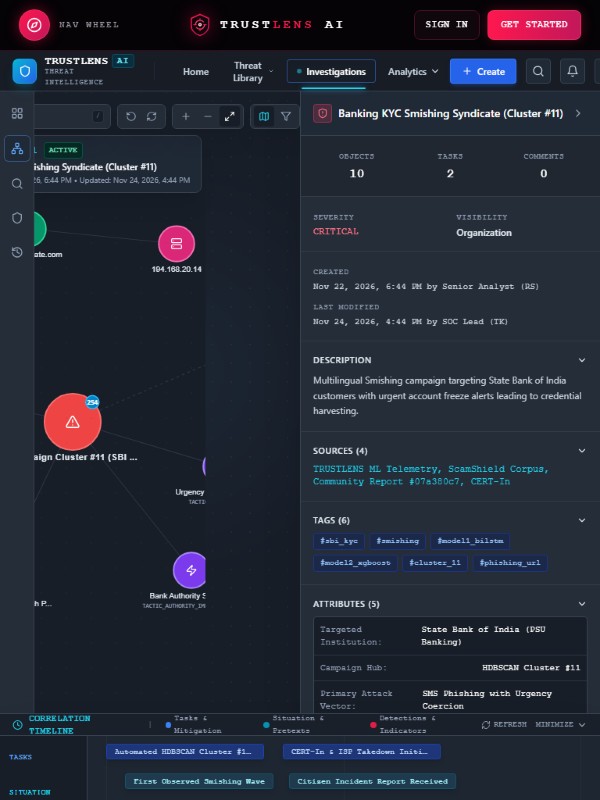 NAV WHEEL
TRUSTLENS AI
SIGN IN
GET STARTED
TRUSTLENS AI
THREAT
INTELLIGENCE
Home
Threat
Library
Investigations
Analytics
+ Create
/
ACTIVE
ishing Syndicate (Cluster #11)
26, 6:44 PM • Updated: Nov 24, 2026, 4:44 PM
ate.com
194.168.20.14
254
aign Cluster #11 (SBI ...
Urgency
TACTI
Bank Authority S
TACTIC_AUTHORITY_IM
h P...
Banking KYC Smishing Syndicate (Cluster #11)
OBJECTS
TASKS
COMMENTS
10
2
0
SEVERITY
VISIBILITY
CRITICAL
Organization
CREATED
Nov 22, 2026, 6:44 PM by Senior Analyst (RS)
LAST MODIFIED
Nov 24, 2026, 4:44 PM by SOC Lead (TK)
DESCRIPTION
Multilingual Smishing campaign targeting State Bank of India
customers with urgent account freeze alerts leading to credential
harvesting.
SOURCES (4)
TRUSTLENS ML Telemetry, ScamShield Corpus,
Community Report #07a380c7, CERT-In
TAGS (6)
#sbi_kyc
#smishing
#model1_bilstm
#model2_xgboost
#cluster_11
#phishing_url
ATTRIBUTES (5)
Targeted
Institution:
State Bank of India (PSU
Banking)
Campaign Hub:
HDBSCAN Cluster #11
Primary Attack
Vector:
SMS Phishing with Urgency
Coercion
CORRELATION
TIMELINE
Tasks &
Mitigation
Situation &
Pretexts
Detections &
Indicators
REFRESH
MINIMIZE
TASKS
Automated HDBSCAN Cluster #1…
CERT-In & ISP Takedown Initi…
SITUATION
First Observed Smishing Wave
Citizen Incident Report Received